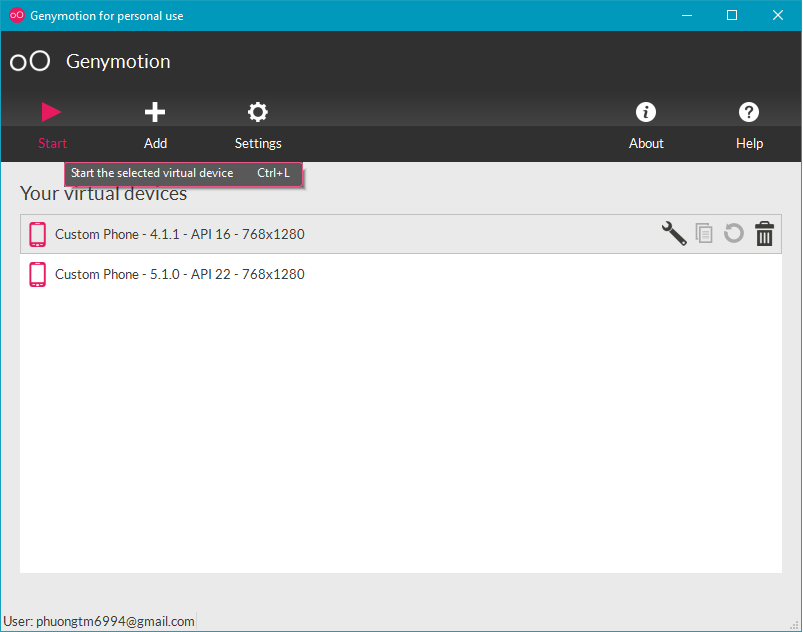 Genymotion for personal use
Genymotion
Start Add Settings About Help
Start the selected virtual device Ctrl+L
Your virtual devices
Custom Phone - 4.1.1 - API 16 - 768x1280
Custom Phone - 5.1.0 - API 22 - 768x1280
User: phuongtm6994@gmail.com